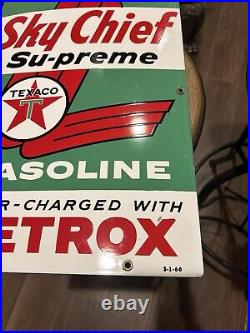 Sky Chief
Su-preme
TEXACO
T
ASOLINE
R-CHARGED WITH
ETROX
3-1-60